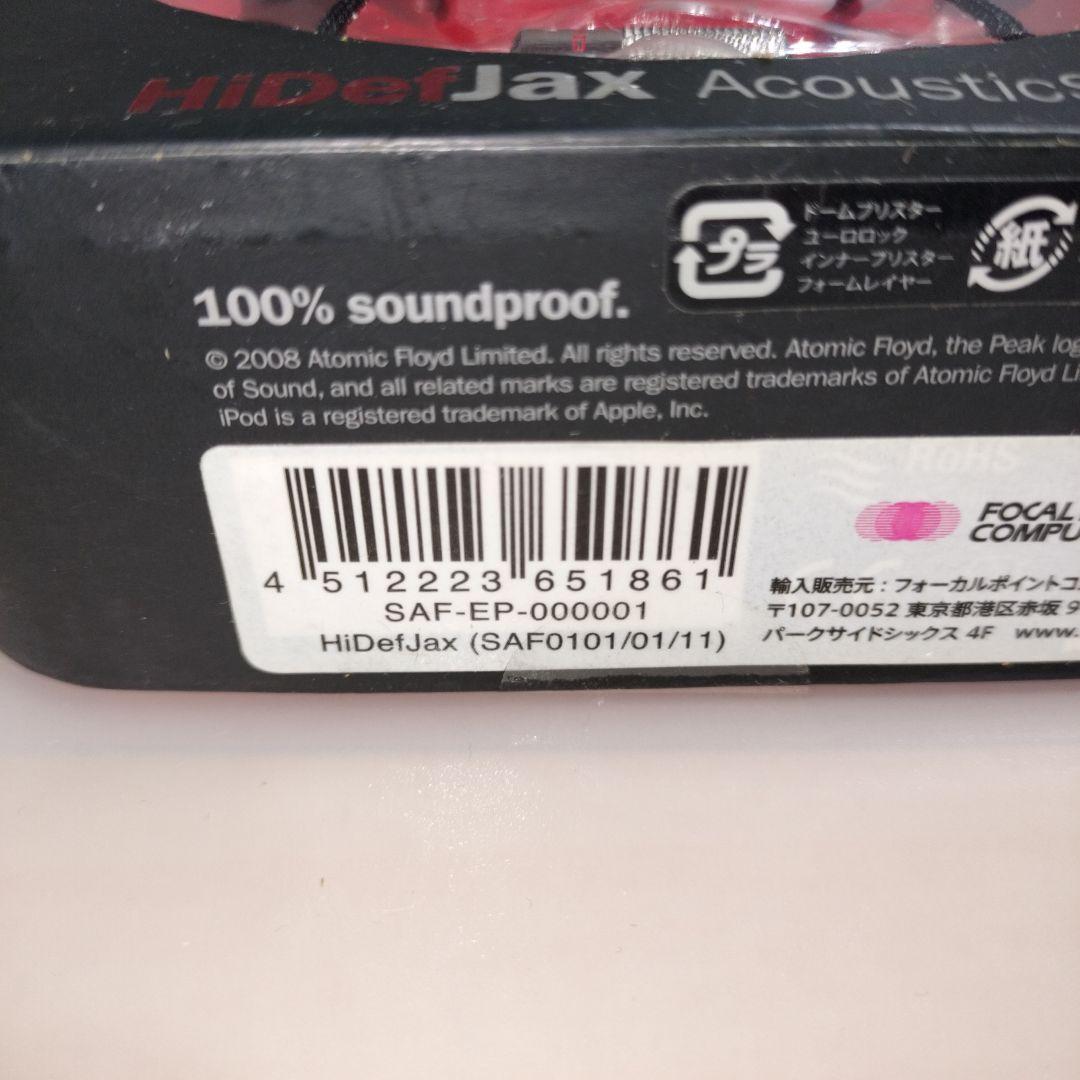 HiDefJax Acoustics
プラ
ドームブリスター
ユーロロック
インナーブリスター
フォームレイヤー
紙
100% soundproof.
© 2008 Atomic Floyd Limited. All rights reserved. Atomic Floyd, the Peak
of Sound, and all related marks are registered trademarks of Atomic Floyd
iPod is a registered trademark of Apple, Inc.
RoHS
FOCAL
COMPU
4 512223 651861
SAF-EP-000001
HiDefJax (SAF0101/01/11)
輸入販売元 : フォーカルポイントコ
〒107-0052 東京都港区赤坂 9
パークサイドシックス 4F www.